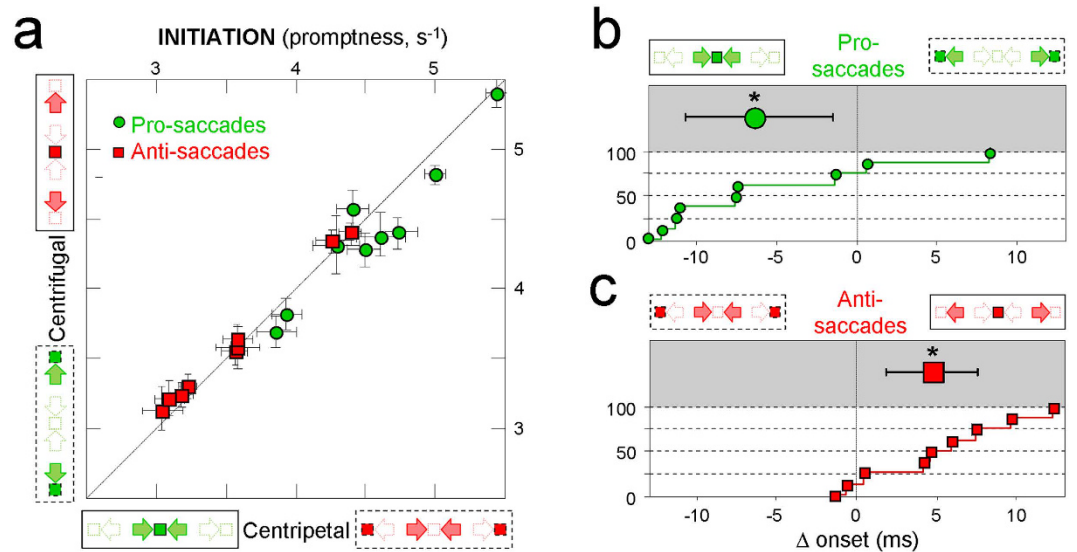 a
INITIATION (promptness, s⁻¹)
3 4 5
Pro-saccades
Anti-saccades
5
4
3
Centrifugal
Centripetal
b
Pro-
saccades
*
100
50
0
-10 -5 0 5 10
c
Anti-
saccades
*
100
50
0
-10 -5 0 5 10
Δ onset (ms)